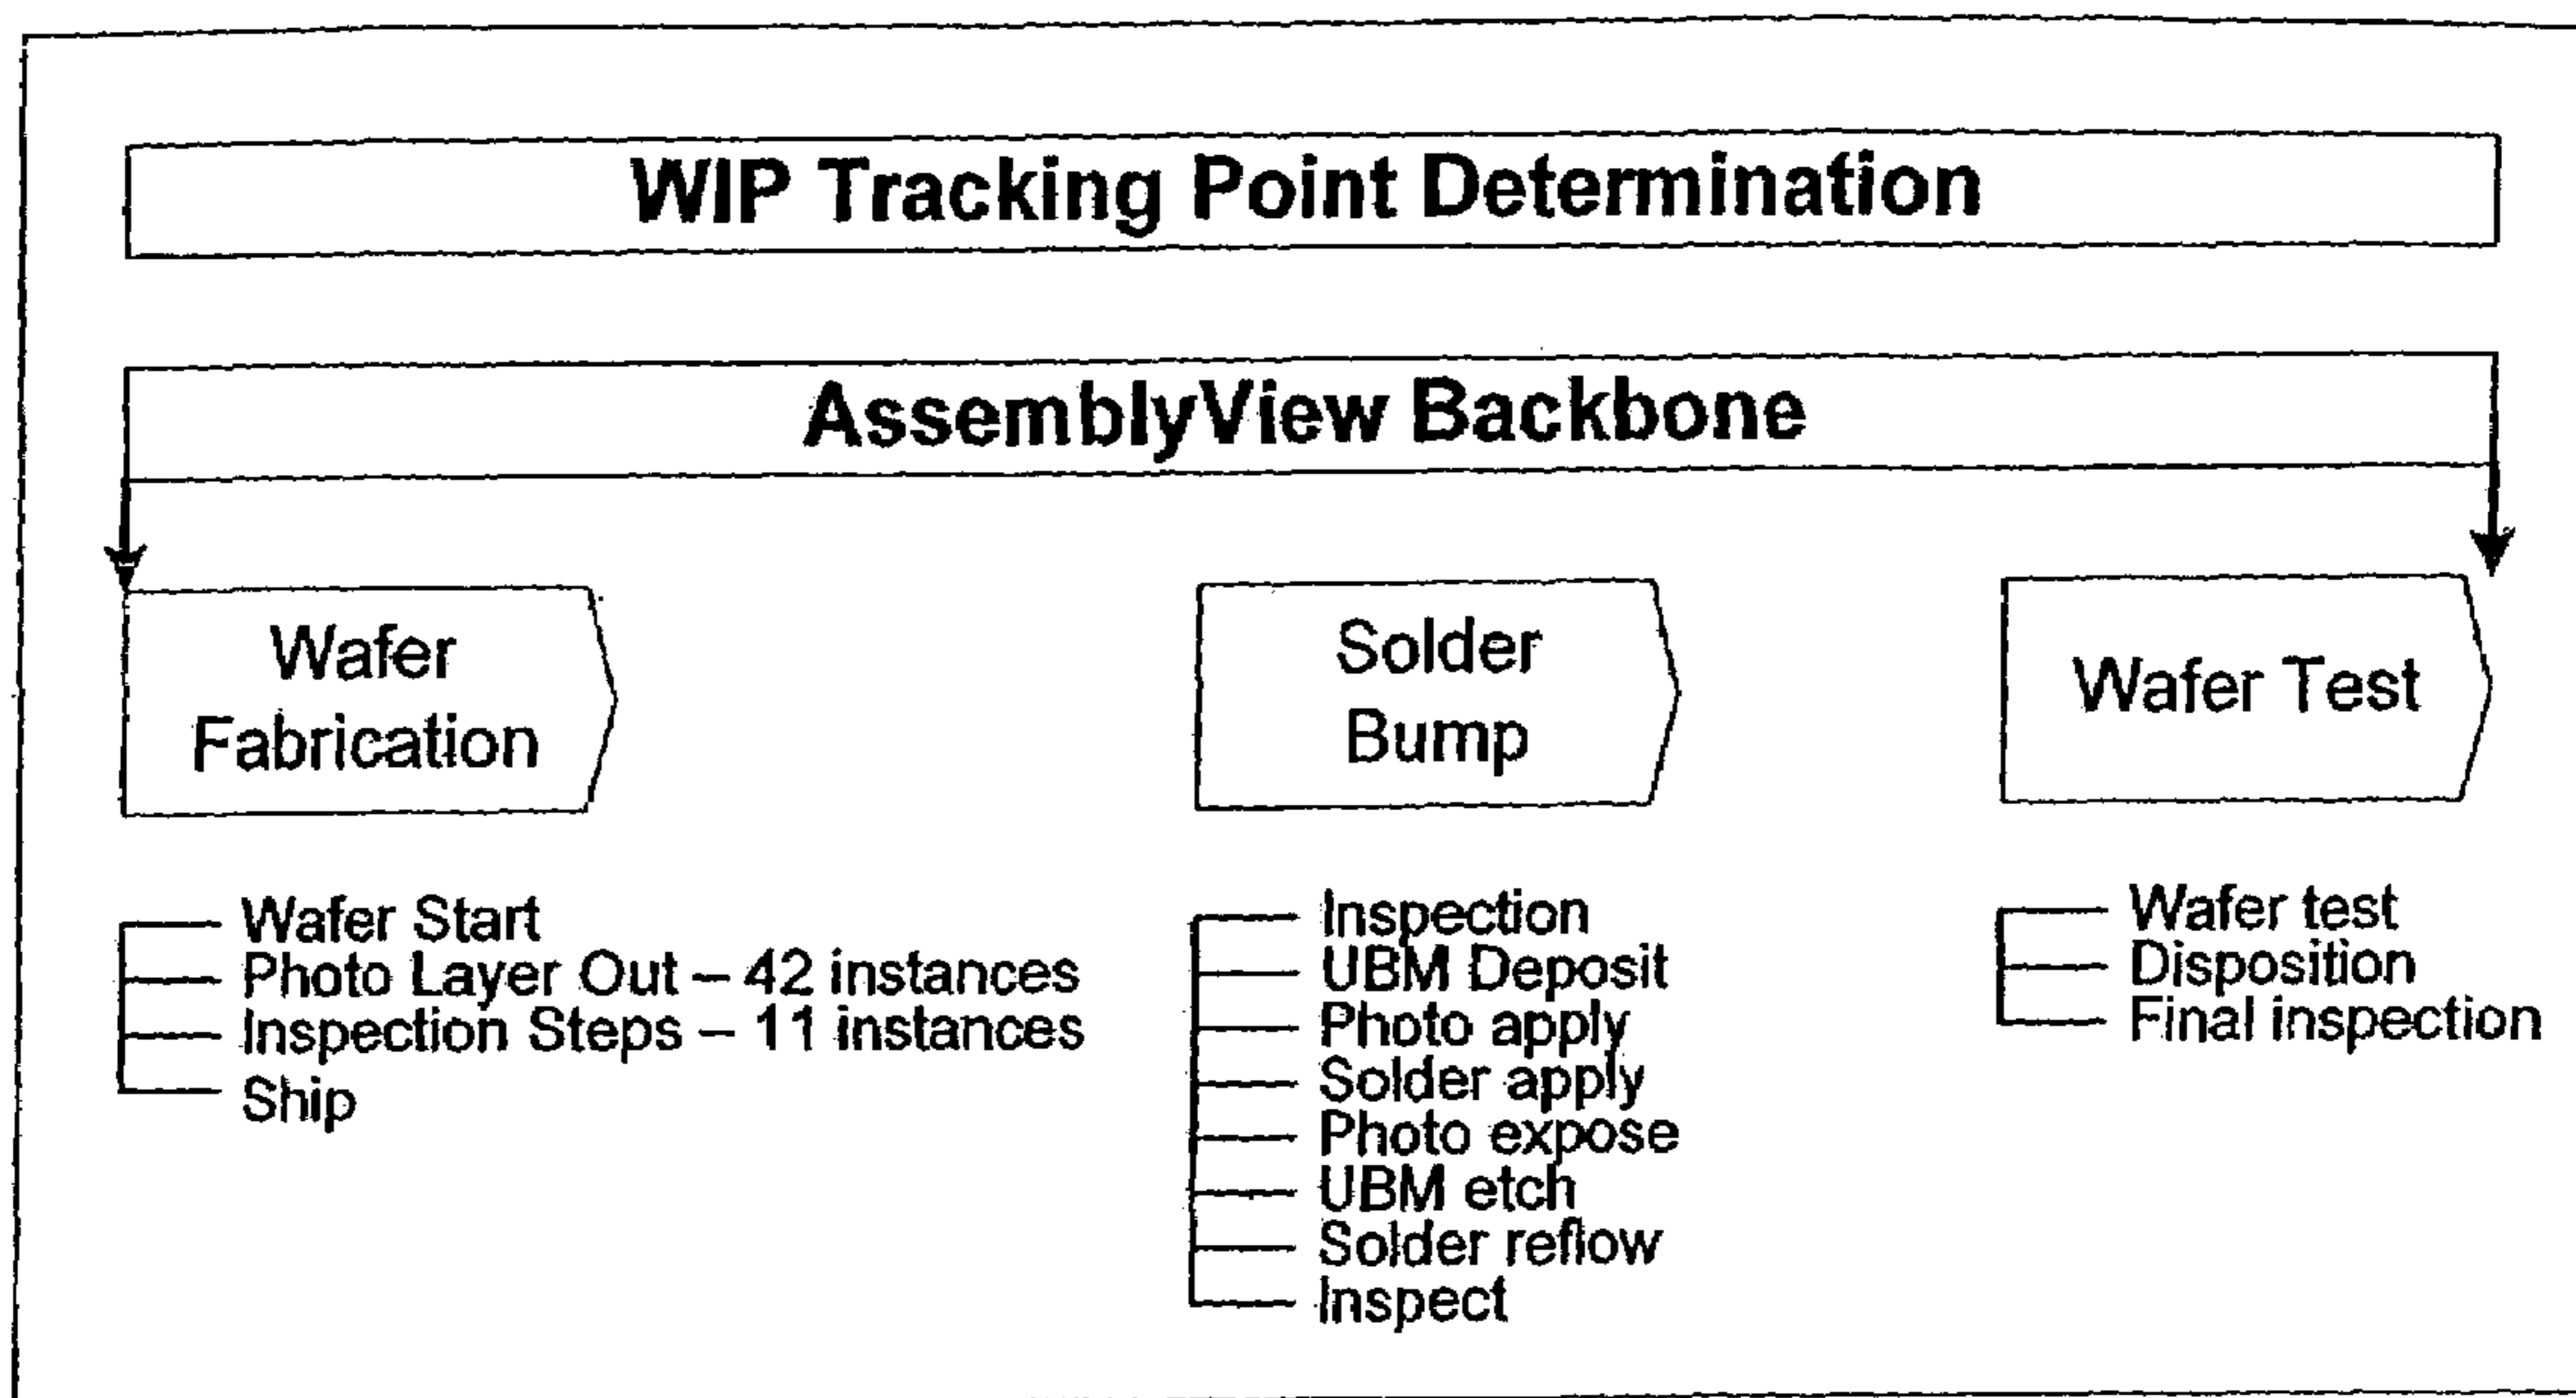 WIP Tracking Point Determination
AssemblyView Backbone
Wafer
Fabrication
Wafer Start
Photo Layer Out – 42 instances
Inspection Steps – 11 instances
Ship
Solder
Bump
Inspection
UBM Deposit
Photo apply
Solder apply
Photo expose
UBM etch
Solder reflow
Inspect
Wafer Test
Wafer test
Disposition
Final inspection